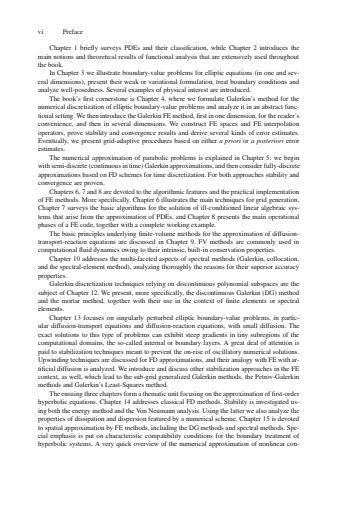 vi Preface
Chapter 1 briefly surveys PDEs and their classification, while Chapter 2 introduces the
main notions and theoretical results of functional analysis that are extensively used throughout
the book.
In Chapter 3 we illustrate boundary-value problems for elliptic equations (in one and sev-
eral dimensions), present their weak or variational formulation, treat boundary conditions and
analyze well-posedness. Several examples of physical interest are introduced.
The book's first cornerstone is Chapter 4, where we formulate Galerkin's method for the
numerical discretization of elliptic boundary-value problems and analyze it in an abstract func-
tional setting. We then introduce the Galerkin FE method, first in one dimension, for the reader's
convenience, and then in several dimensions. We construct FE spaces and FE interpolation
operators, prove stability and convergence results and derive several kinds of error estimates.
Eventually, we present grid-adaptive procedures based on either a priori or a posteriori error
estimates.
The numerical approximation of parabolic problems is explained in Chapter 5: we begin
with semi-discrete (continuous in time) Galerkin approximations, and then consider fully-discrete
approximations based on FD schemes for time discretization. For both approaches stability and
convergence are proven.
Chapters 6, 7 and 8 are devoted to the algorithmic features and the practical implementation
of FE methods. More specifically, Chapter 6 illustrates the main techniques for grid generation,
Chapter 7 surveys the basic algorithms for the solution of ill-conditioned linear algebraic sys-
tems that arise from the approximation of PDEs, and Chapter 8 presents the main operational
phases of a FE code, together with a complete working example.
The basic principles underlying finite-volume methods for the approximation of diffusion-
transport-reaction equations are discussed in Chapter 9. FV methods are commonly used in
computational fluid dynamics owing to their intrinsic, built-in conservation properties.
Chapter 10 addresses the multi-faceted aspects of spectral methods (Galerkin, collocation,
and the spectral-element method), analyzing thoroughly the reasons for their superior accuracy
properties.
Galerkin discretization techniques relying on discontinuous polynomial subspaces are the
subject of Chapter 12. We present, more specifically, the discontinuous Galerkin (DG) method
and the mortar method, together with their use in the context of finite elements or spectral
elements.
Chapter 13 focuses on singularly perturbed elliptic boundary-value problems, in partic-
ular diffusion-transport equations and diffusion-reaction equations, with small diffusion. The
exact solutions to this type of problems can exhibit steep gradients in tiny subregions of the
computational domains, the so-called internal or boundary layers. A great deal of attention is
paid to stabilization techniques meant to prevent the on-rise of oscillatory numerical solutions.
Upwinding techniques are discussed for FD approximations, and their analogy with FE with ar-
tificial diffusion is analyzed. We introduce and discuss other stabilization approaches in the FE
context, as well, which lead to the sub-grid generalized Galerkin methods, the Petrov-Galerkin
methods and Galerkin's Least-Squares method.
The ensuing three chapters form a thematic unit focusing on the approximation of first-order
hyperbolic equations. Chapter 14 addresses classical FD methods. Stability is investigated us-
ing both the energy method and the Von Neumann analysis. Using the latter we also analyze the
properties of dissipation and dispersion featured by a numerical scheme. Chapter 15 is devoted
to spatial approximation by FE methods, including the DG methods and spectral methods. Spe-
cial emphasis is put on characteristic compatibility conditions for the boundary treatment of
hyperbolic systems. A very quick overview of the numerical approximation of nonlinear con-